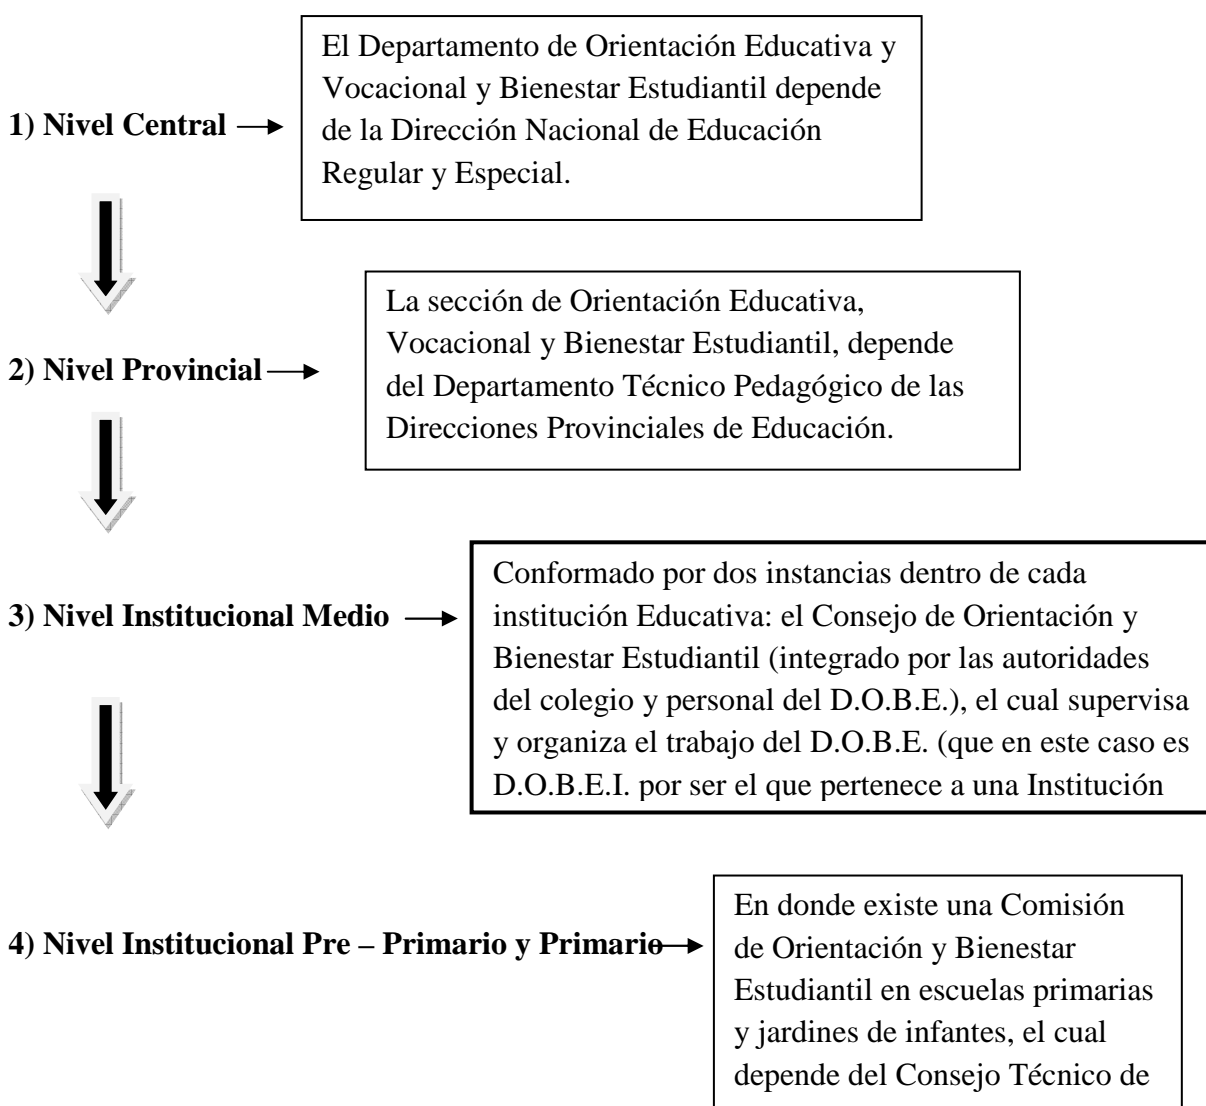 El Departamento de Orientación Educativa y
Vocacional y Bienestar Estudiantil depende
de la Dirección Nacional de Educación
Regular y Especial.
1) Nivel Central
La sección de Orientación Educativa,
Vocacional y Bienestar Estudiantil, depende
del Departamento Técnico Pedagógico de las
Direcciones Provinciales de Educación.
2) Nivel Provincial
Conformado por dos instancias dentro de cada
institución Educativa: el Consejo de Orientación y
Bienestar Estudiantil (integrado por las autoridades
del colegio y personal del D.O.B.E.), el cual supervisa
y organiza el trabajo del D.O.B.E. (que en este caso es
D.O.B.E.I. por ser el que pertenece a una Institución
3) Nivel Institucional Medio
En donde existe una Comisión
de Orientación y Bienestar
Estudiantil en escuelas primarias
y jardines de infantes, el cual
depende del Consejo Técnico de
4) Nivel Institucional Pre – Primario y Primario